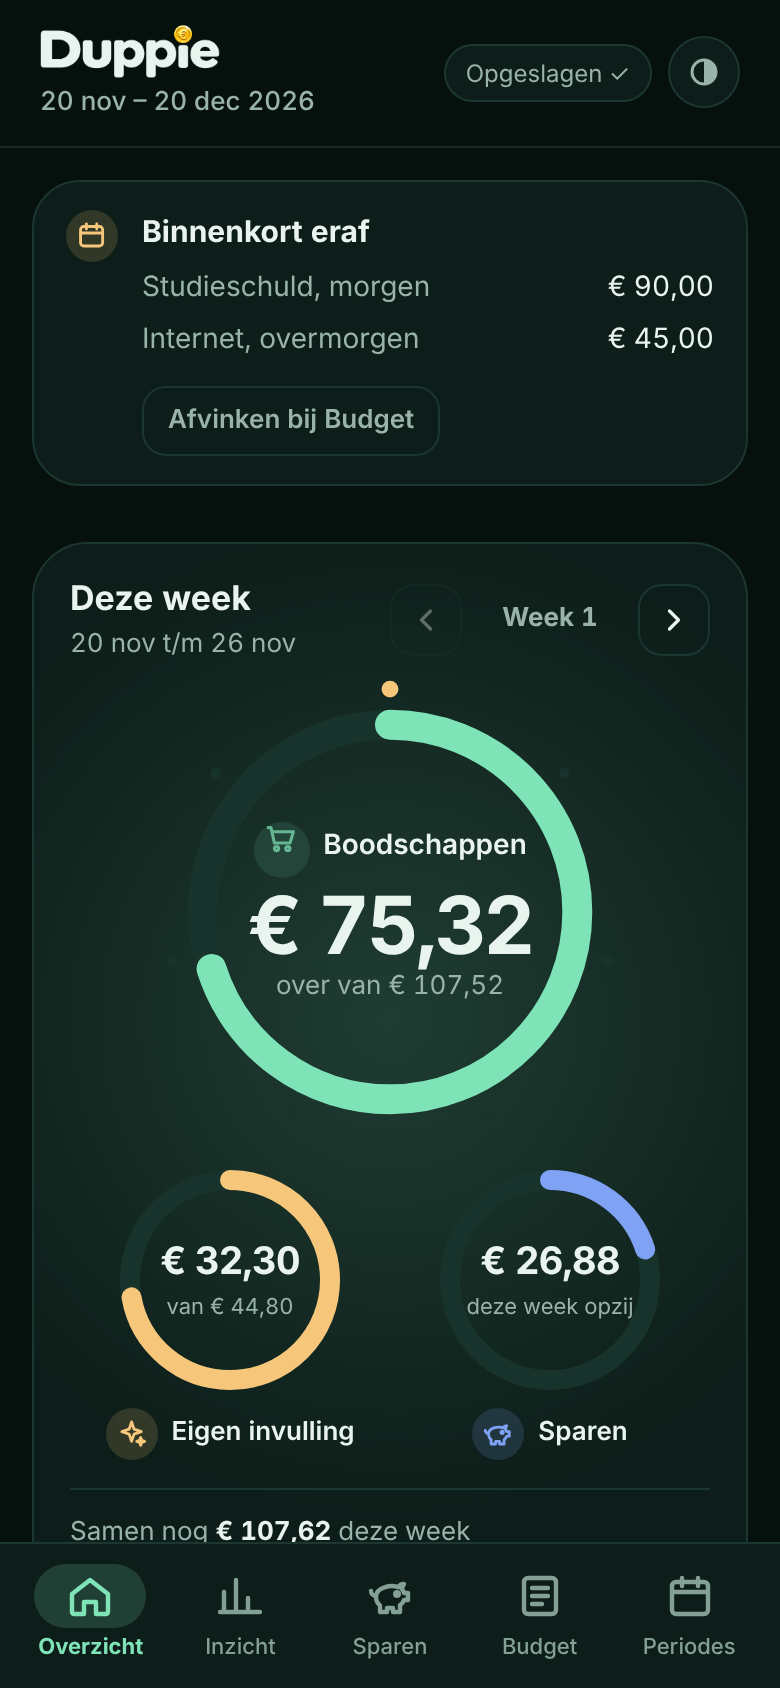 Duppie
20 nov – 20 dec 2026
Opgeslagen ✓
Binnenkort eraf
Studieschuld, morgen € 90,00
Internet, overmorgen € 45,00
Afvinken bij Budget
Deze week
20 nov t/m 26 nov
Week 1
Boodschappen
€ 75,32
over van € 107,52
€ 32,30
van € 44,80
Eigen invulling
€ 26,88
deze week opzij
Sparen
Samen nog € 107,62 deze week
Overzicht
Inzicht
Sparen
Budget
Periodes